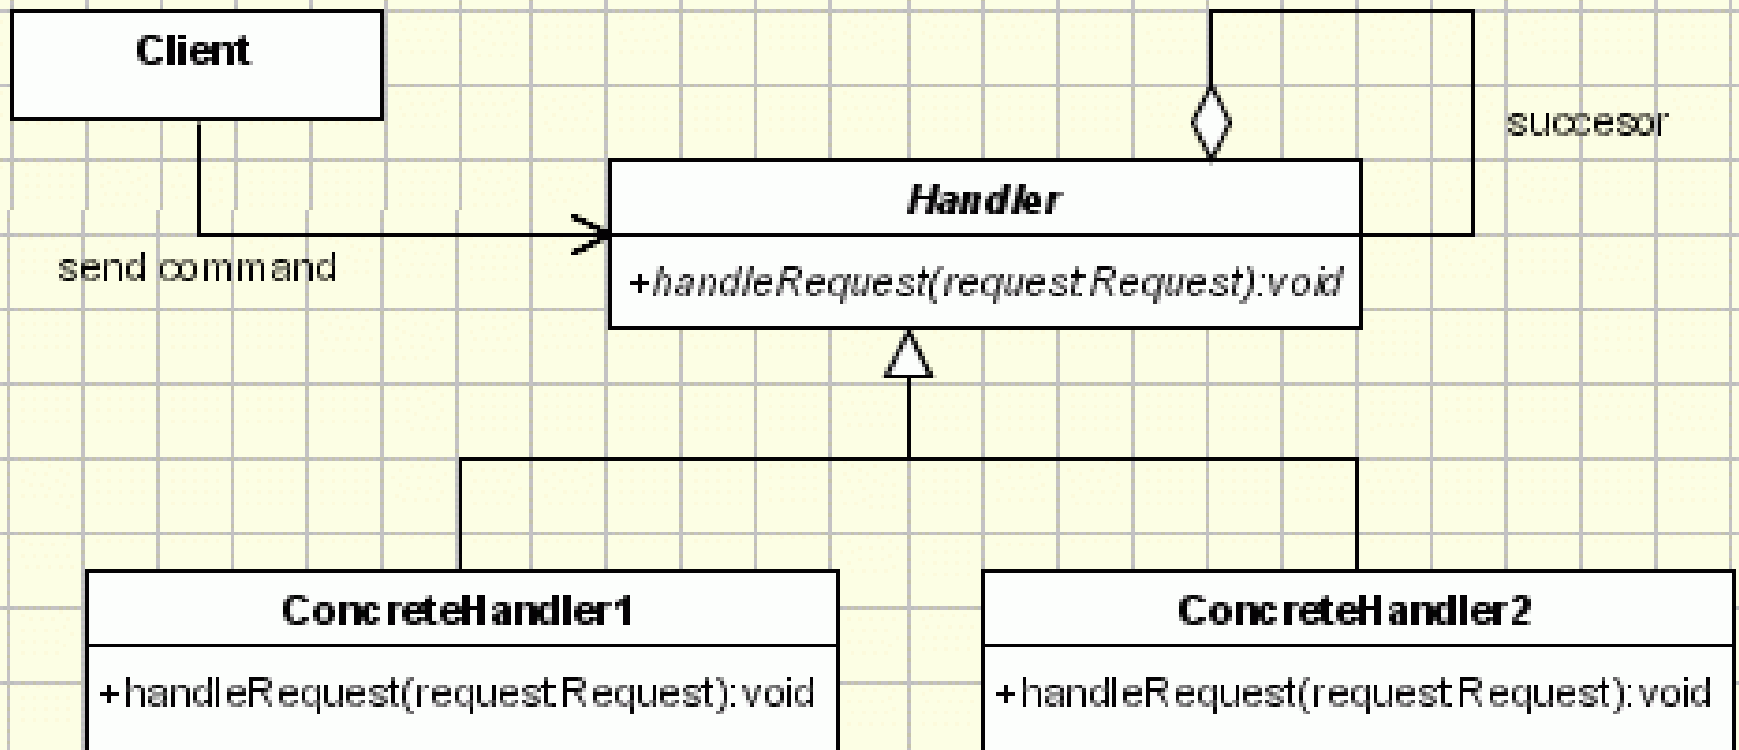 Client
succesor
Handler
send command
+handleRequest(request:Request):void
ConcreteHandler1
ConcreteHandler2
+handleRequest(request:Request):void
+handleRequest(request:Request):void